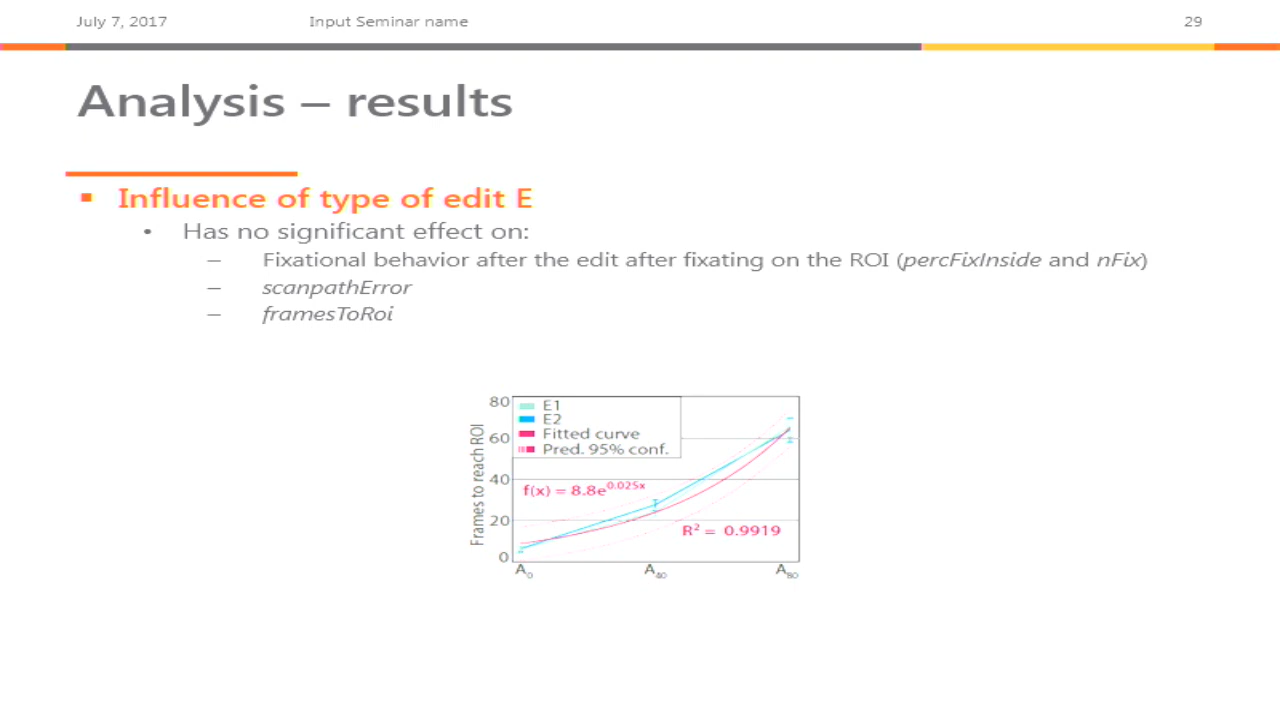 July 7, 2017 Input Seminar name 29
Analysis – results
▪ Influence of type of edit E
• Has no significant effect on:
– Fixational behavior after the edit after fixating on the ROI (percFixInside and nFix)
– scanpathError
– framesToRoi
80
60
40
20
0
Frames to reach ROI
E1
E2
Fitted curve
Pred. 95% conf.
f(x) = 8.8e^0.025x
R² = 0.9919
A₀ A₄₀ A₈₀